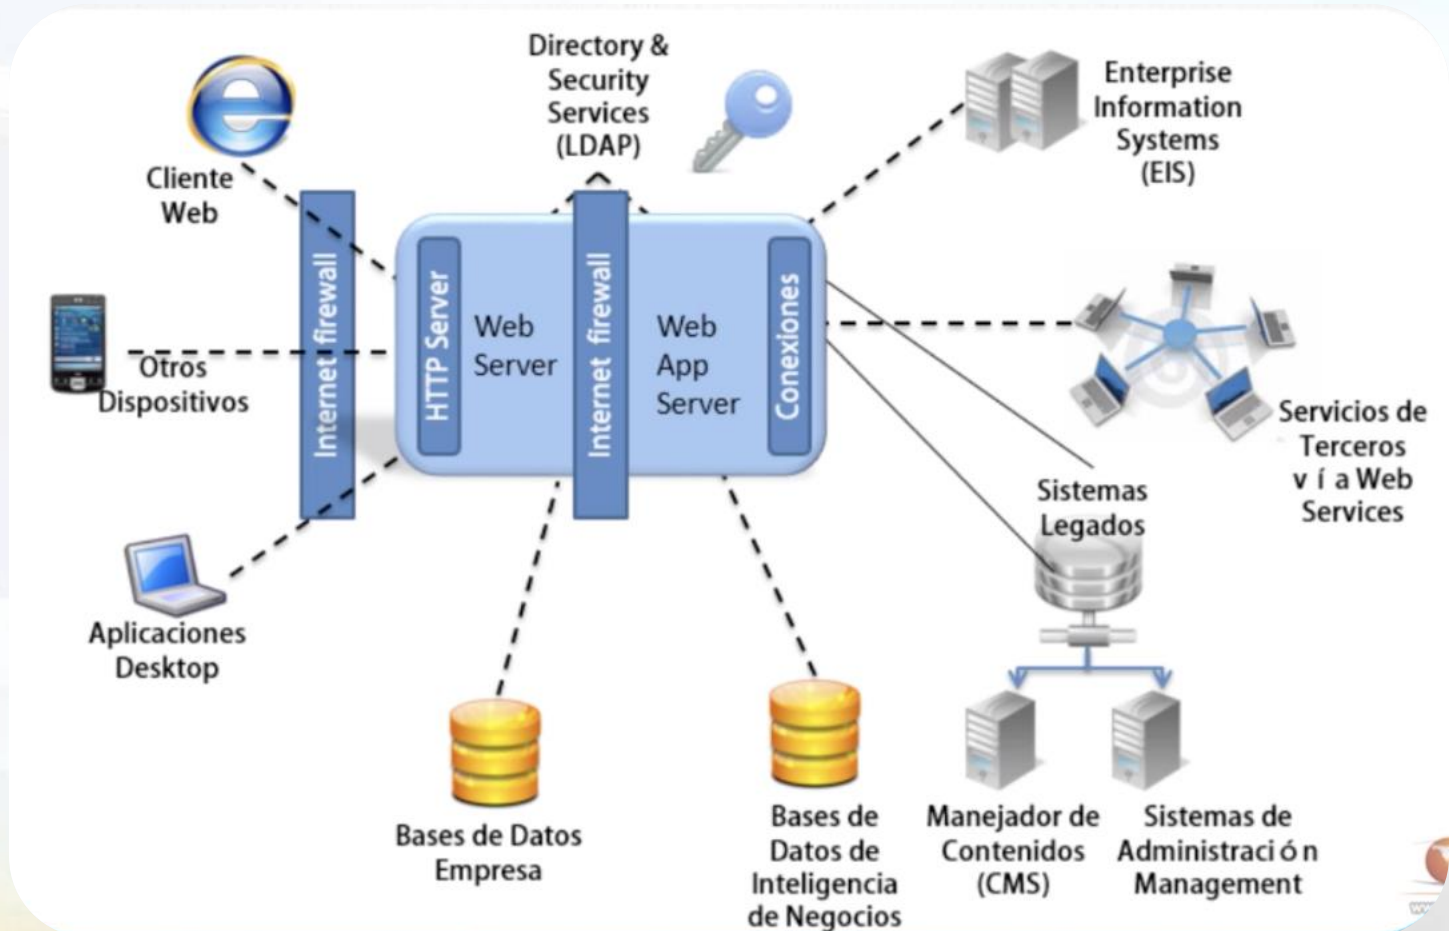 Directory &
Security
Services
(LDAP)
Enterprise
Information
Systems
(EIS)
Cliente
Web
Internet firewall
HTTP Server
Web
Server
Internet firewall
Web
App
Server
Conexiones
Otros
Dispositivos
Servicios de
Terceros
v í a Web
Services
Sistemas
Legados
Aplicaciones
Desktop
Bases de Datos
Empresa
Bases de
Datos de
Inteligencia
de Negocios
Manejador de
Contenidos
(CMS)
Sistemas de
Administraci ó n
Management